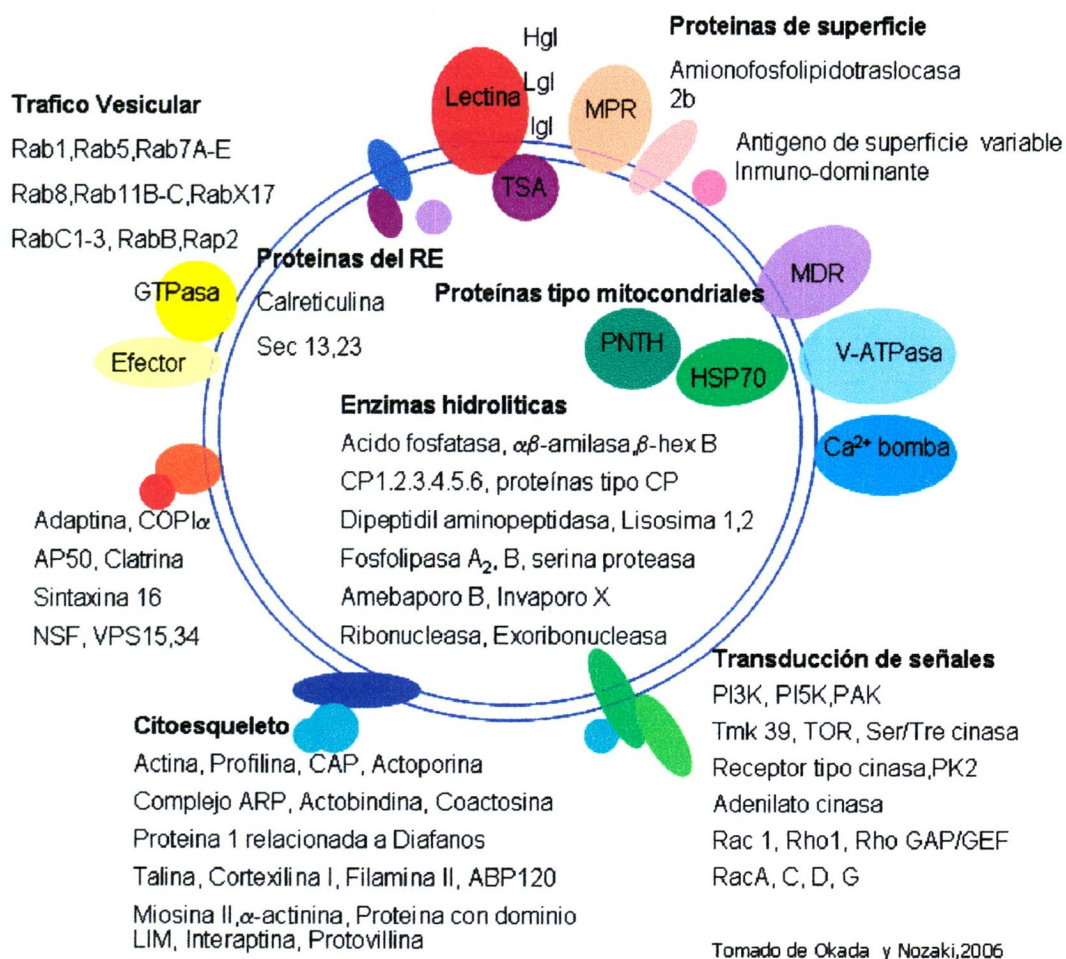 Proteinas de superficie
Hgl
Lgl
Igl
Lectina
TSA
MPR
Amionofosfolipidotraslocasa
2b
Antigeno de superficie variable
Inmuno-dominante
Trafico Vesicular
Rab1,Rab5,Rab7A-E
Rab8,Rab11B-C,RabX17
RabC1-3, RabB,Rap2
GTPasa
Efector
Proteinas del RE
Calreticulina
Sec 13,23
Proteínas tipo mitocondriales
PNTH
HSP70
MDR
V-ATPasa
Ca²⁺ bomba
Enzimas hidroliticas
Acido fosfatasa, αβ-amilasa,β-hex B
CP1.2.3.4.5.6, proteínas tipo CP
Dipeptidil aminopeptidasa, Lisosima 1,2
Fosfolipasa A₂, B, serina proteasa
Amebaporo B, Invaporo X
Ribonucleasa, Exoribonucleasa
Adaptina, COPIα
AP50, Clatrina
Sintaxina 16
NSF, VPS15,34
Citoesqueleto
Actina, Profilina, CAP, Actoporina
Complejo ARP, Actobindina, Coactosina
Proteina 1 relacionada a Diafanos
Talina, Cortexilina I, Filamina II, ABP120
Miosina II,α-actinina, Proteina con dominio
LIM, Interaptina, Protovillina
Transducción de señales
PI3K, PI5K,PAK
Tmk 39, TOR, Ser/Tre cinasa
Receptor tipo cinasa,PK2
Adenilato cinasa
Rac 1, Rho1, Rho GAP/GEF
RacA, C, D, G
Tomado de Okada y Nozaki,2006